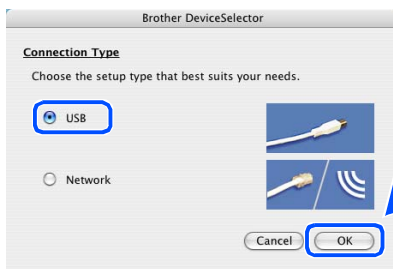 Brother DeviceSelector
Connection Type
Choose the setup type that best suits your needs.
USB
Network
Cancel OK